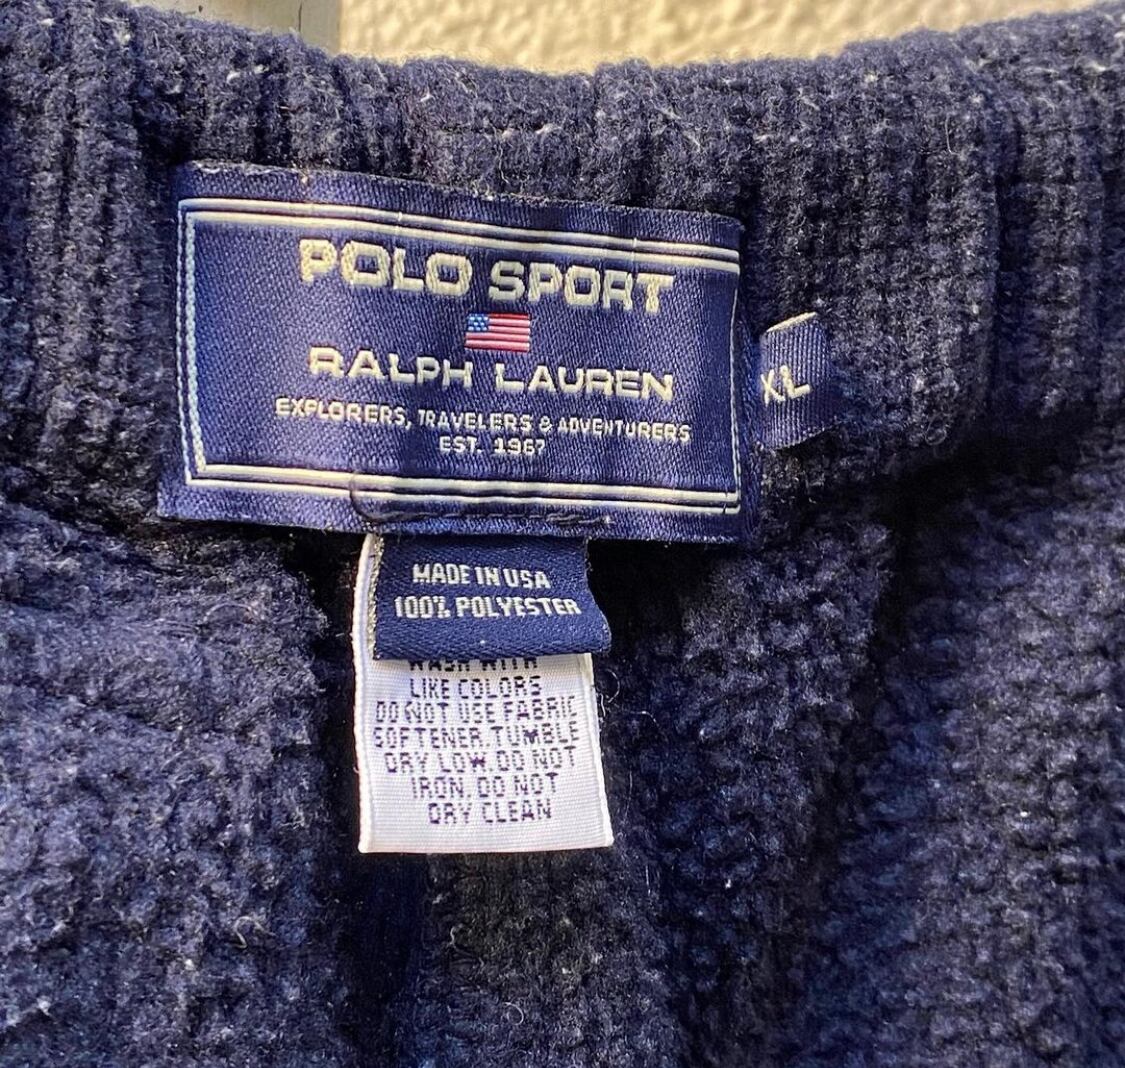 POLO SPORT
RALPH LAUREN
EXPLORERS, TRAVELERS & ADVENTURERS
EST. 1967
XL
MADE IN USA
100% POLYESTER
WASH WITH
LIKE COLORS
DO NOT USE FABRIC
SOFTENER.TUMBLE
DRY LOW.DO NOT
IRON.DO NOT
DRY CLEAN